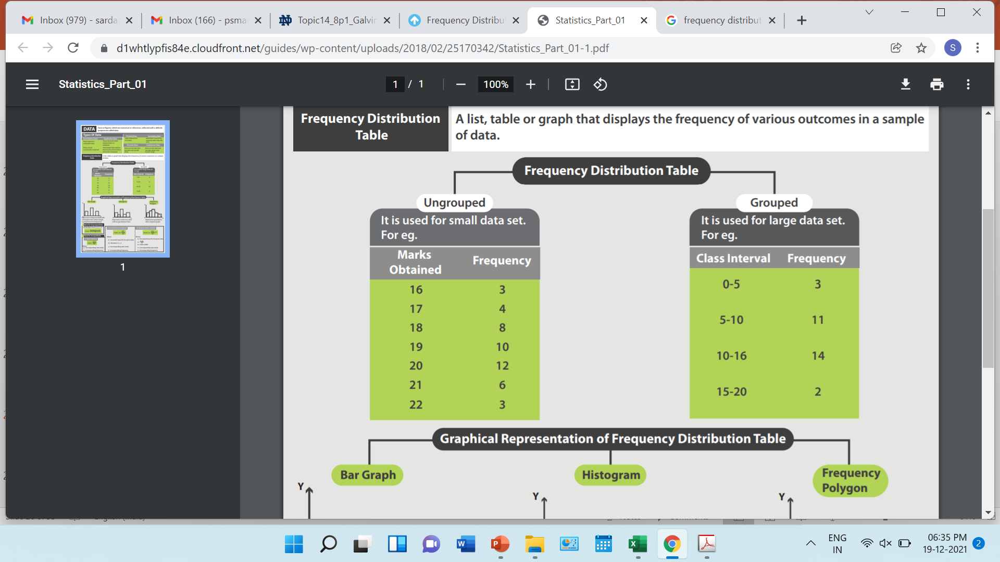 Inbox (979) - sarda
Inbox (166) - psma
Topic14_8p1_Galvin
Frequency Distribut
Statistics_Part_01
frequency distribut
d1whtlypfis84e.cloudfront.net/guides/wp-content/uploads/2018/02/25170342/Statistics_Part_01-1.pdf
S
Statistics_Part_01
1 / 1
100%
1
Frequency Distribution
Table
A list, table or graph that displays the frequency of various outcomes in a sample
of data.
Frequency Distribution Table
Ungrouped
It is used for small data set.
For eg.
Marks
Obtained
Frequency
16 3
17 4
18 8
19 10
20 12
21 6
22 3
Grouped
It is used for large data set.
For eg.
Class Interval Frequency
0-5 3
5-10 11
10-16 14
15-20 2
Graphical Representation of Frequency Distribution Table
Bar Graph
Histogram
Frequency
Polygon
Y
Y
Y
ENG
IN
06:35 PM
19-12-2021
2